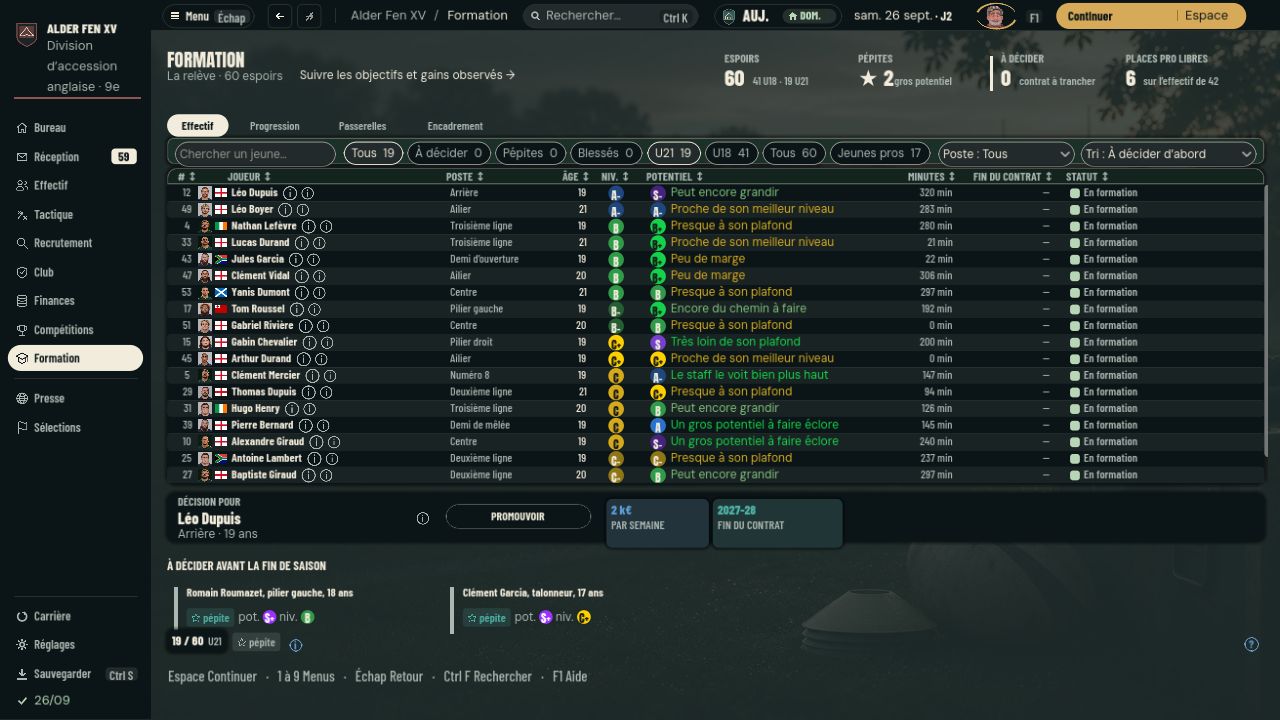 ALDER FEN XV
Division
d'accession
anglaise · 9e
Bureau
Réception 59
Effectif
Tactique
Recrutement
Club
Finances
Compétitions
Formation
Presse
Sélections
Carrière
Réglages
Sauvegarder Ctrl S
26/09
Menu Échap
Alder Fen XV / Formation
Rechercher... Ctrl K
AUJ. DOM.
sam. 26 sept. · J2
F1
Continuer Espace
FORMATION
La relève · 60 espoirs
Suivre les objectifs et gains observés →
ESPOIRS
60 41 U18 · 19 U21
PÉPITES
★ 2 gros potentiel
À DÉCIDER
0 contrat à trancher
PLACES PRO LIBRES
6 sur l'effectif de 42
Effectif Progression Passerelles Encadrement
Chercher un jeune... Tous 19 À décider 0 Pépites 0 Blessés 0 U21 19 U18 41 Tous 60 Jeunes pros 17 Poste : Tous Tri : À décider d'abord
# JOUEUR POSTE ÂGE NIV. POTENTIEL MINUTES FIN DU CONTRAT STATUT
12 Léo Dupuis Arrière 19 A- S- Peut encore grandir 320 min – En formation
49 Léo Boyer Ailier 21 A- A- Proche de son meilleur niveau 283 min – En formation
4 Nathan Lefèvre Troisième ligne 19 B B+ Presque à son plafond 280 min – En formation
33 Lucas Durand Troisième ligne 21 B B+ Proche de son meilleur niveau 21 min – En formation
43 Jules Garcia Demi d'ouverture 19 B B+ Peu de marge 22 min – En formation
47 Clément Vidal Ailier 20 B B+ Peu de marge 306 min – En formation
53 Yanis Dumont Centre 21 B B Presque à son plafond 297 min – En formation
17 Tom Roussel Pilier gauche 19 B- B+ Encore du chemin à faire 192 min – En formation
51 Gabriel Rivière Centre 20 B- B Presque à son plafond 0 min – En formation
15 Gabin Chevalier Pilier droit 19 C+ S Très loin de son plafond 200 min – En formation
45 Arthur Durand Ailier 19 C+ C+ Proche de son meilleur niveau 0 min – En formation
5 Clément Mercier Numéro 8 19 C A- Le staff le voit bien plus haut 147 min – En formation
29 Thomas Dupuis Deuxième ligne 21 C C+ Presque à son plafond 94 min – En formation
31 Hugo Henry Troisième ligne 20 C B Peut encore grandir 126 min – En formation
39 Pierre Bernard Demi de mêlée 19 C A Un gros potentiel à faire éclore 145 min – En formation
10 Alexandre Giraud Centre 19 C S- Un gros potentiel à faire éclore 240 min – En formation
25 Antoine Lambert Deuxième ligne 19 C- C- Presque à son plafond 237 min – En formation
27 Baptiste Giraud Deuxième ligne 20 C- B Peut encore grandir 297 min – En formation
DÉCISION POUR
Léo Dupuis
Arrière · 19 ans
PROMOUVOIR
2 k€
PAR SEMAINE
2027-28
FIN DU CONTRAT
À DÉCIDER AVANT LA FIN DE SAISON
Romain Roumazet, pilier gauche, 18 ans
☆ pépite pot. S+ niv. B
Clément Garcia, talonneur, 17 ans
☆ pépite pot. S+ niv. C+
19 / 60 U21 ☆ pépite
Espace Continuer · 1 à 9 Menus · Échap Retour · Ctrl F Rechercher · F1 Aide